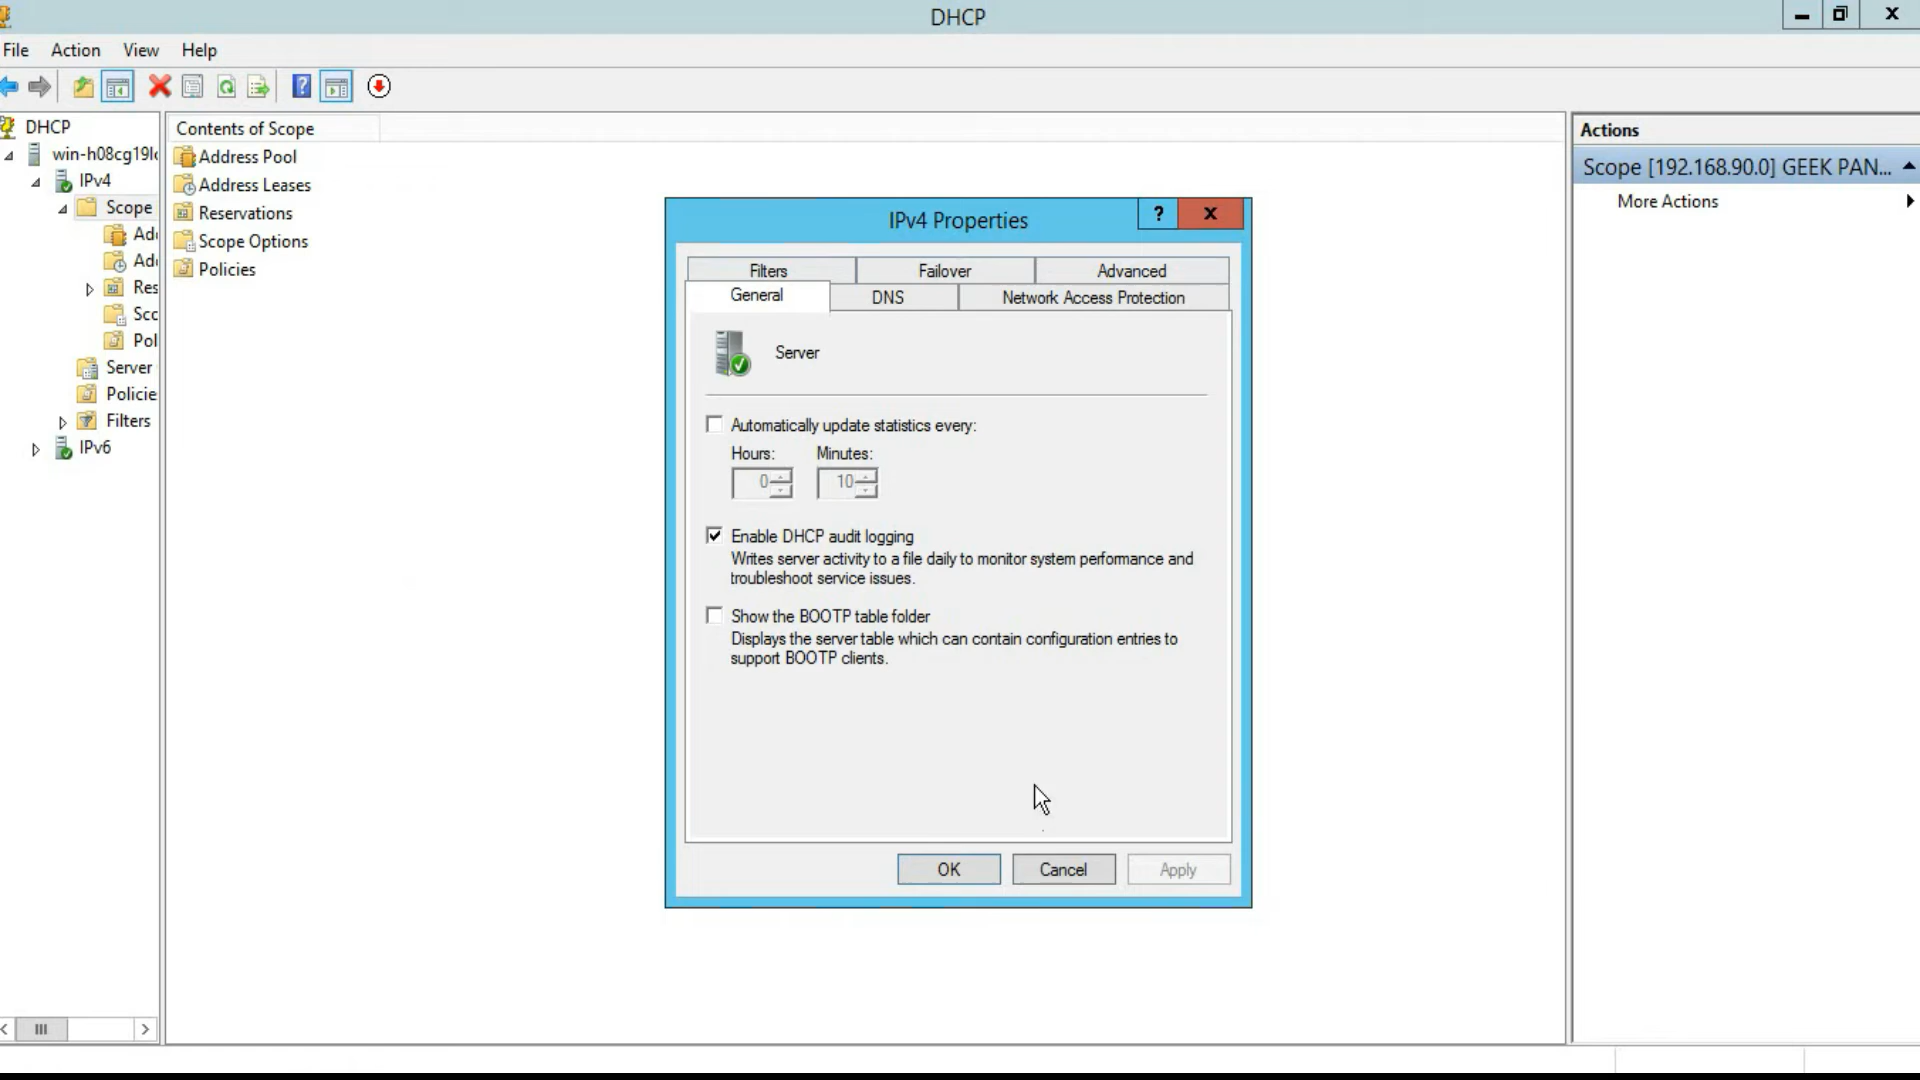 DHCP
File Action View Help
DHCP
win-h08cg19l
IPv4
Scope
Ad
Ad
Res
Sco
Pol
Server
Policie
Filters
IPv6
Contents of Scope
Address Pool
Address Leases
Reservations
Scope Options
Policies
IPv4 Properties
?
X
Filters Failover Advanced
General DNS Network Access Protection
Server
Automatically update statistics every:
Hours: Minutes:
0 10
Enable DHCP audit logging
Writes server activity to a file daily to monitor system performance and
troubleshoot service issues.
Show the BOOTP table folder
Displays the server table which can contain configuration entries to
support BOOTP clients.
OK Cancel Apply
Actions
Scope [192.168.90.0] GEEK PAN...
More Actions